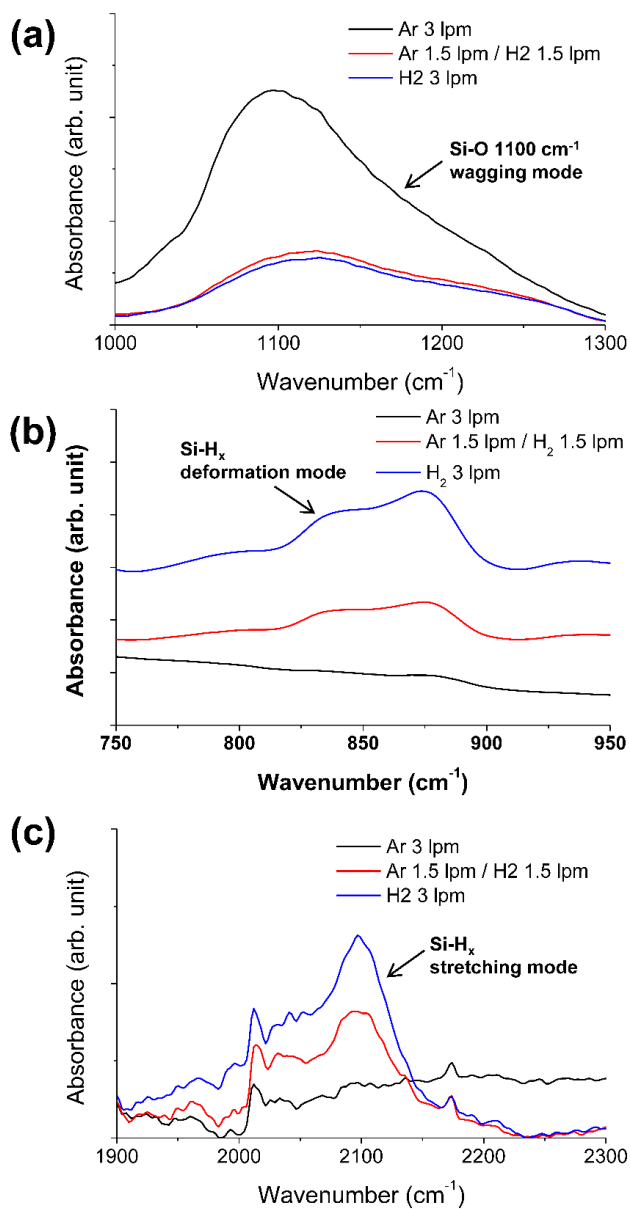 (a)
Ar 3 lpm
Ar 1.5 lpm / H2 1.5 lpm
H2 3 lpm
Si-O 1100 cm⁻¹
wagging mode
Absorbance (arb. unit)
1000 1100 1200 1300
Wavenumber (cm⁻¹)
(b)
Ar 3 lpm
Ar 1.5 lpm / H₂ 1.5 lpm
H₂ 3 lpm
Si-Hₓ
deformation mode
Absorbance (arb. unit)
750 800 850 900 950
Wavenumber (cm⁻¹)
(c)
Ar 3 lpm
Ar 1.5 lpm / H2 1.5 lpm
H2 3 lpm
Si-Hₓ
stretching mode
Absorbance (arb. unit)
1900 2000 2100 2200 2300
Wavenumber (cm⁻¹)